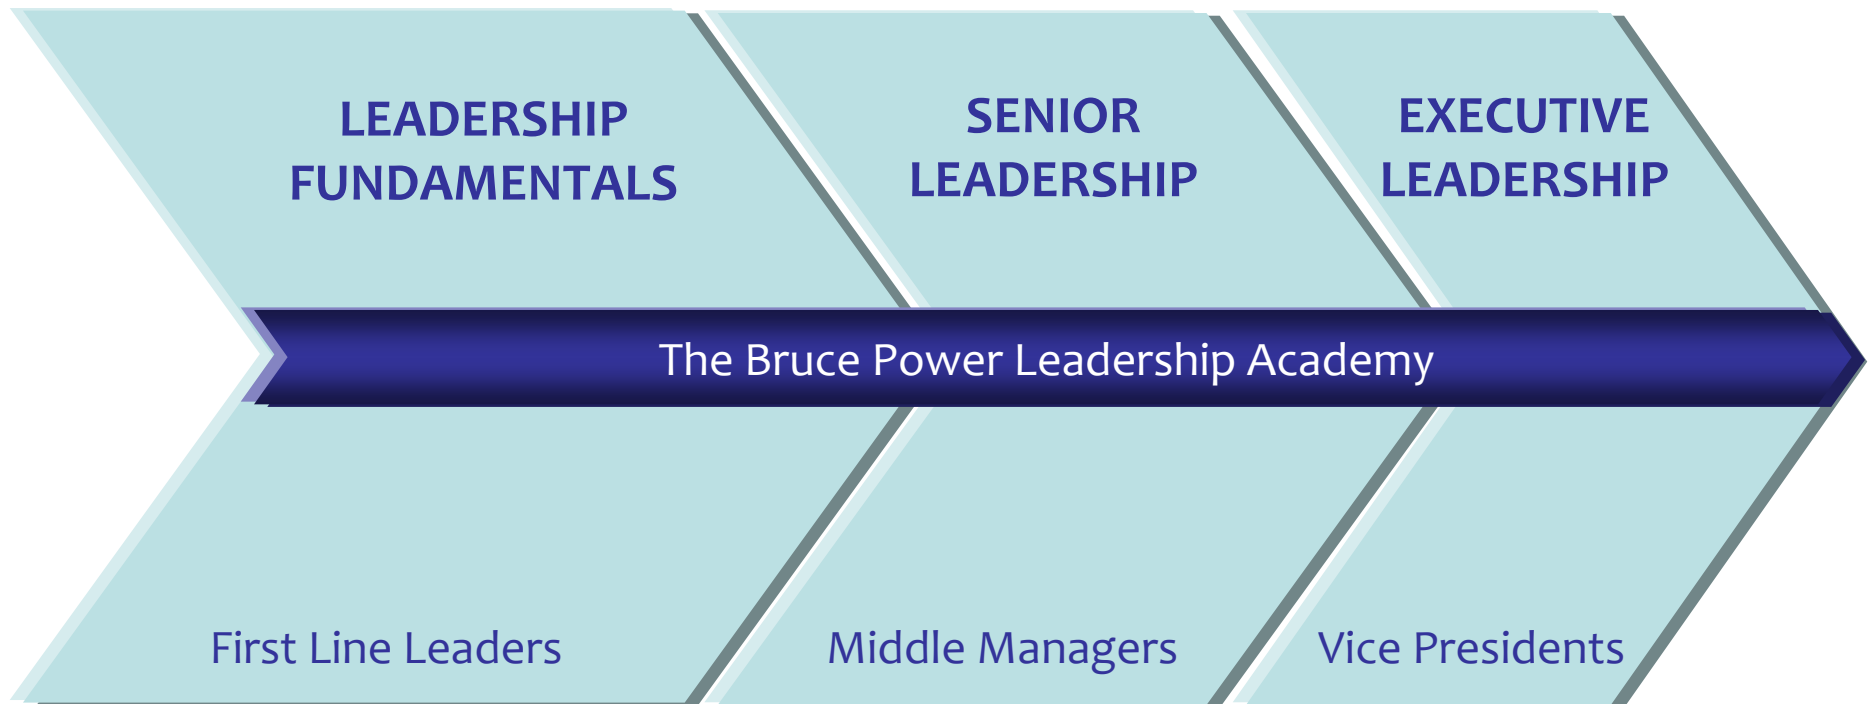 LEADERSHIP
FUNDAMENTALS
SENIOR
LEADERSHIP
EXECUTIVE
LEADERSHIP
The Bruce Power Leadership Academy
First Line Leaders
Middle Managers
Vice Presidents